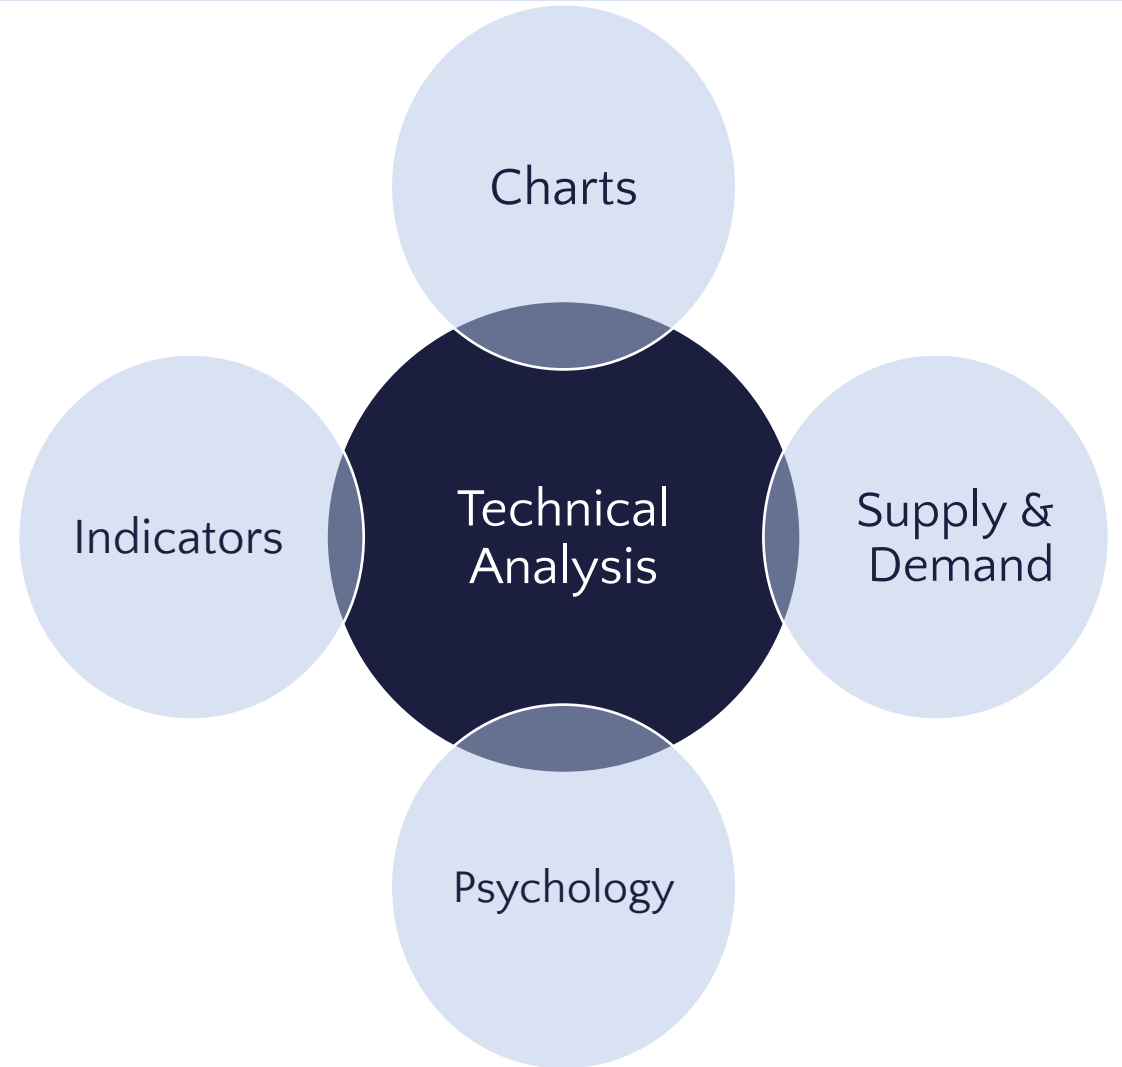 Charts
Indicators
Technical
Analysis
Supply &
Demand
Psychology